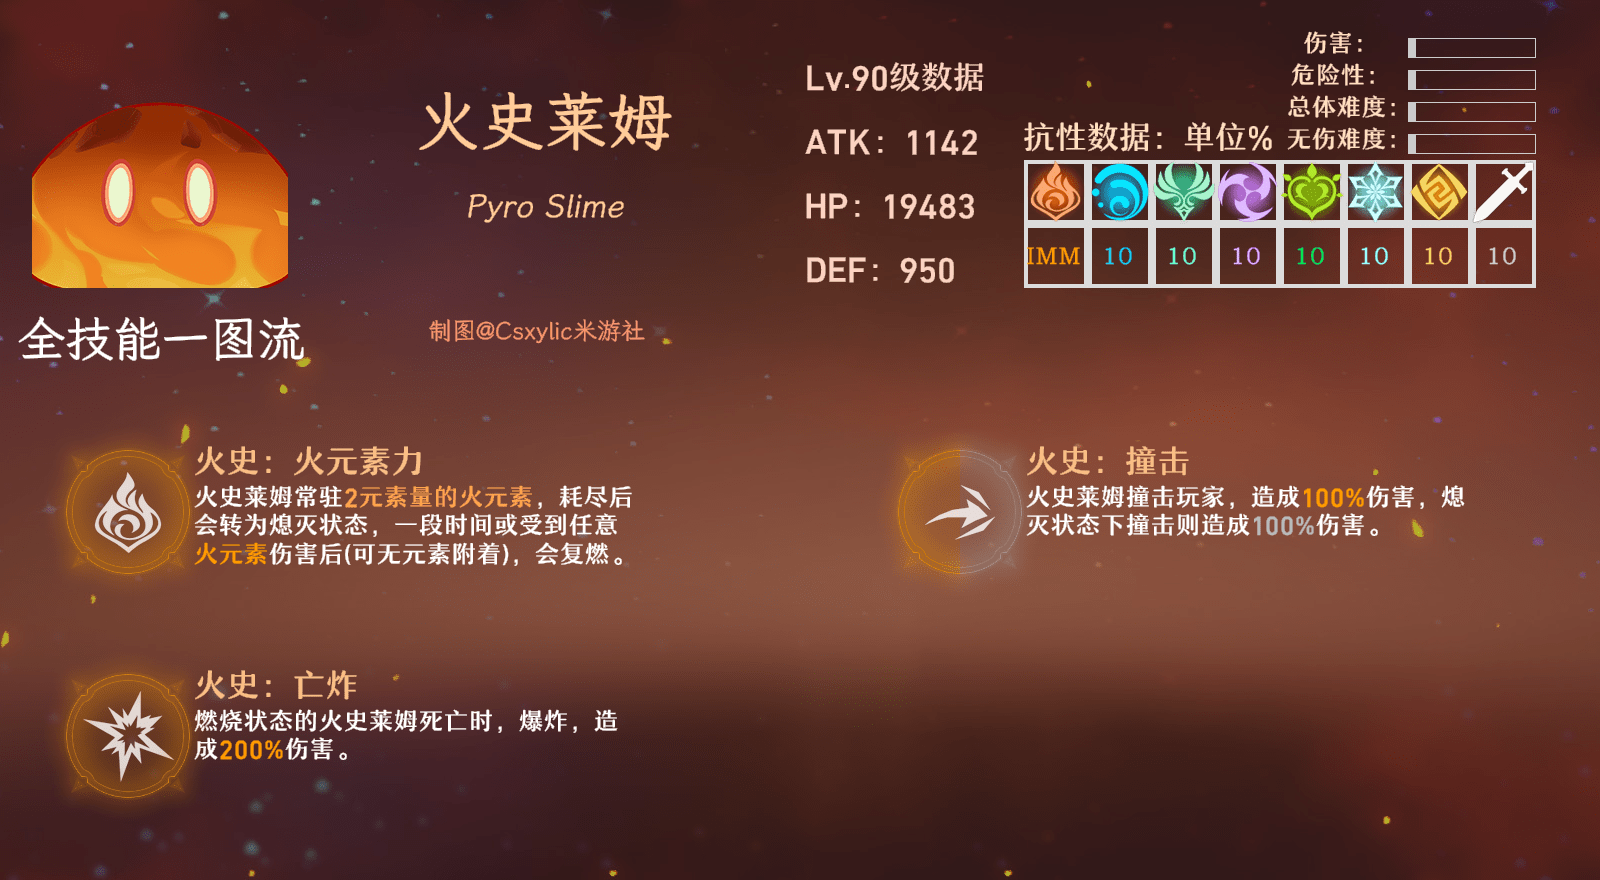 火史莱姆
Pyro Slime
全技能一图流
制图@Csxylic米游社
Lv.90级数据
ATK：1142
HP：19483
DEF：950
伤害：
危险性：
总体难度：
无伤难度：
抗性数据：单位%
IMM 10 10 10 10 10 10 10
火史：火元素力
火史莱姆常驻2元素量的火元素，耗尽后
会转为熄灭状态，一段时间或受到任意
火元素伤害后(可无元素附着)，会复燃。
火史：撞击
火史莱姆撞击玩家，造成100%伤害，熄
灭状态下撞击则造成100%伤害。
火史：亡炸
燃烧状态的火史莱姆死亡时，爆炸，造
成200%伤害。